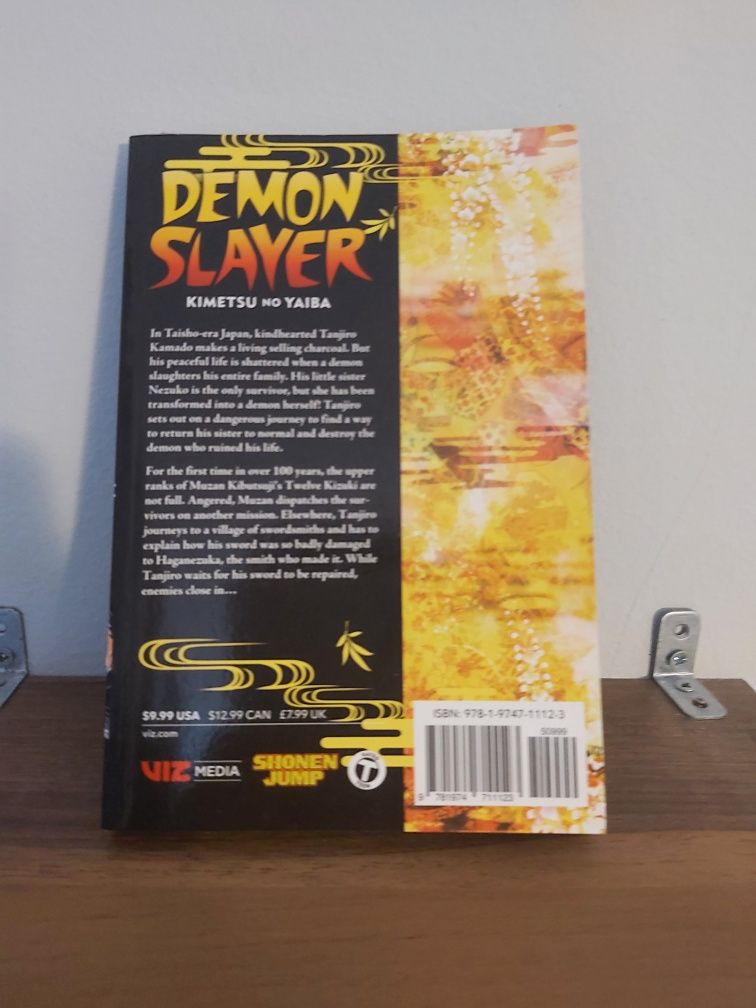 DEMON
SLAYER
KIMETSU NO YAIBA
In Taisho-era Japan, kindhearted Tanjiro
Kamado makes a living selling charcoal. But
his peaceful life is shattered when a demon
slaughters his entire family. His little sister
Nezuko is the only survivor, but she has been
transformed into a demon herself! Tanjiro
sets out on a dangerous journey to find a way
to return his sister to normal and destroy the
demon who ruined his life.
For the first time in over 100 years, the upper
ranks of Muzan Kibutsuji's Twelve Kizuki are
not full. Angered, Muzan dispatches the sur-
vivors on another mission. Elsewhere, Tanjiro
journeys to a village of swordsmiths and has to
explain how his sword was so badly damaged
to Haganezuka, the smith who made it. While
Tanjiro waits for his sword to be repaired,
enemies close in...
$9.99 USA $12.99 CAN £7.99 UK
viz.com
VIZ MEDIA
SHONEN
JUMP
T
ISBN: 978-1-9747-1112-3
50999
9 781974 711123